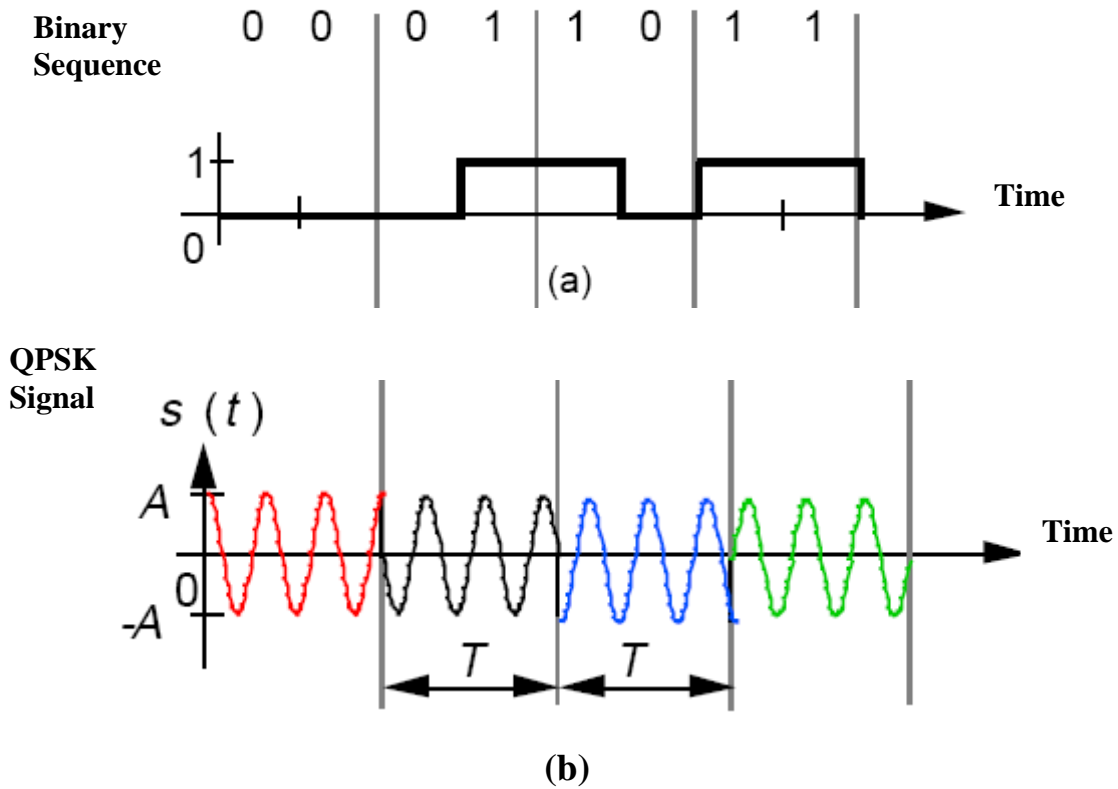 Binary
Sequence
0 0 0 1 1 0 1 1
1
0
Time
(a)
QPSK
Signal
s (t)
A
0
-A
Time
T T
(b)